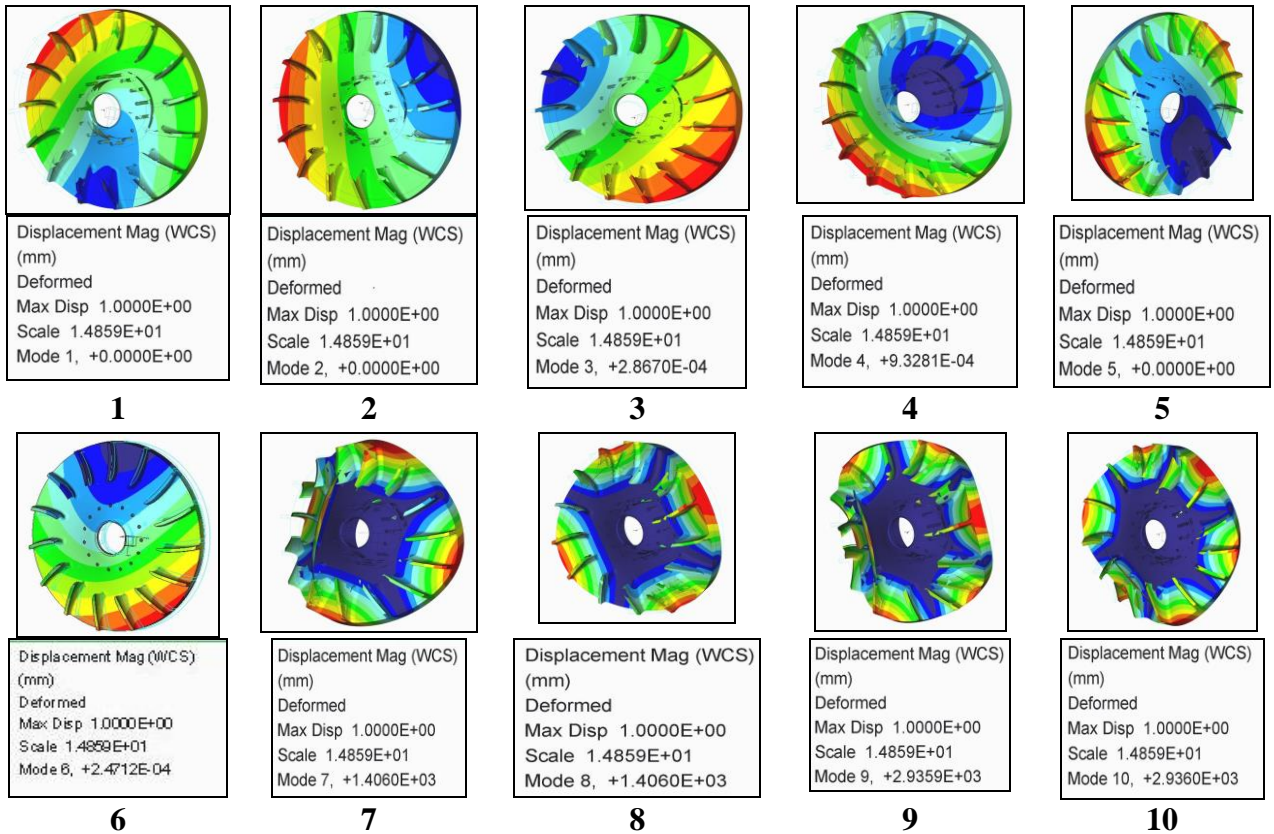 Displacement Mag (WCS)
(mm)
Deformed
Max Disp 1.0000E+00
Scale 1.4859E+01
Mode 1, +0.0000E+00
1
Displacement Mag (WCS)
(mm)
Deformed
Max Disp 1.0000E+00
Scale 1.4859E+01
Mode 2, +0.0000E+00
2
Displacement Mag (WCS)
(mm)
Deformed
Max Disp 1.0000E+00
Scale 1.4859E+01
Mode 3, +2.8670E-04
3
Displacement Mag (WCS)
(mm)
Deformed
Max Disp 1.0000E+00
Scale 1.4859E+01
Mode 4, +9.3281E-04
4
Displacement Mag (WCS)
(mm)
Deformed
Max Disp 1.0000E+00
Scale 1.4859E+01
Mode 5, +0.0000E+00
5
Displacement Mag (WCS)
(mm)
Deformed
Max Disp 1.0000E+00
Scale 1.4859E+01
Mode 6, +2.4712E-04
6
Displacement Mag (WCS)
(mm)
Deformed
Max Disp 1.0000E+00
Scale 1.4859E+01
Mode 7, +1.4060E+03
7
Displacement Mag (WCS)
(mm)
Deformed
Max Disp 1.0000E+00
Scale 1.4859E+01
Mode 8, +1.4060E+03
8
Displacement Mag (WCS)
(mm)
Deformed
Max Disp 1.0000E+00
Scale 1.4859E+01
Mode 9, +2.9359E+03
9
Displacement Mag (WCS)
(mm)
Deformed
Max Disp 1.0000E+00
Scale 1.4859E+01
Mode 10, +2.9360E+03
10